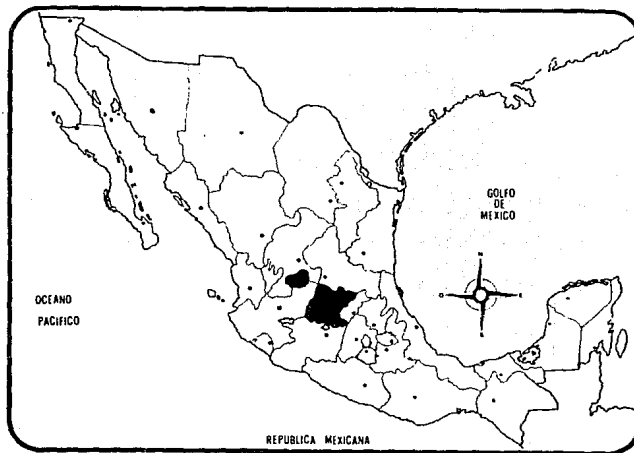 GOLFO
DE
MEXICO
N
O
E
S
OCEANO
PACIFICO
REPUBLICA MEXICANA